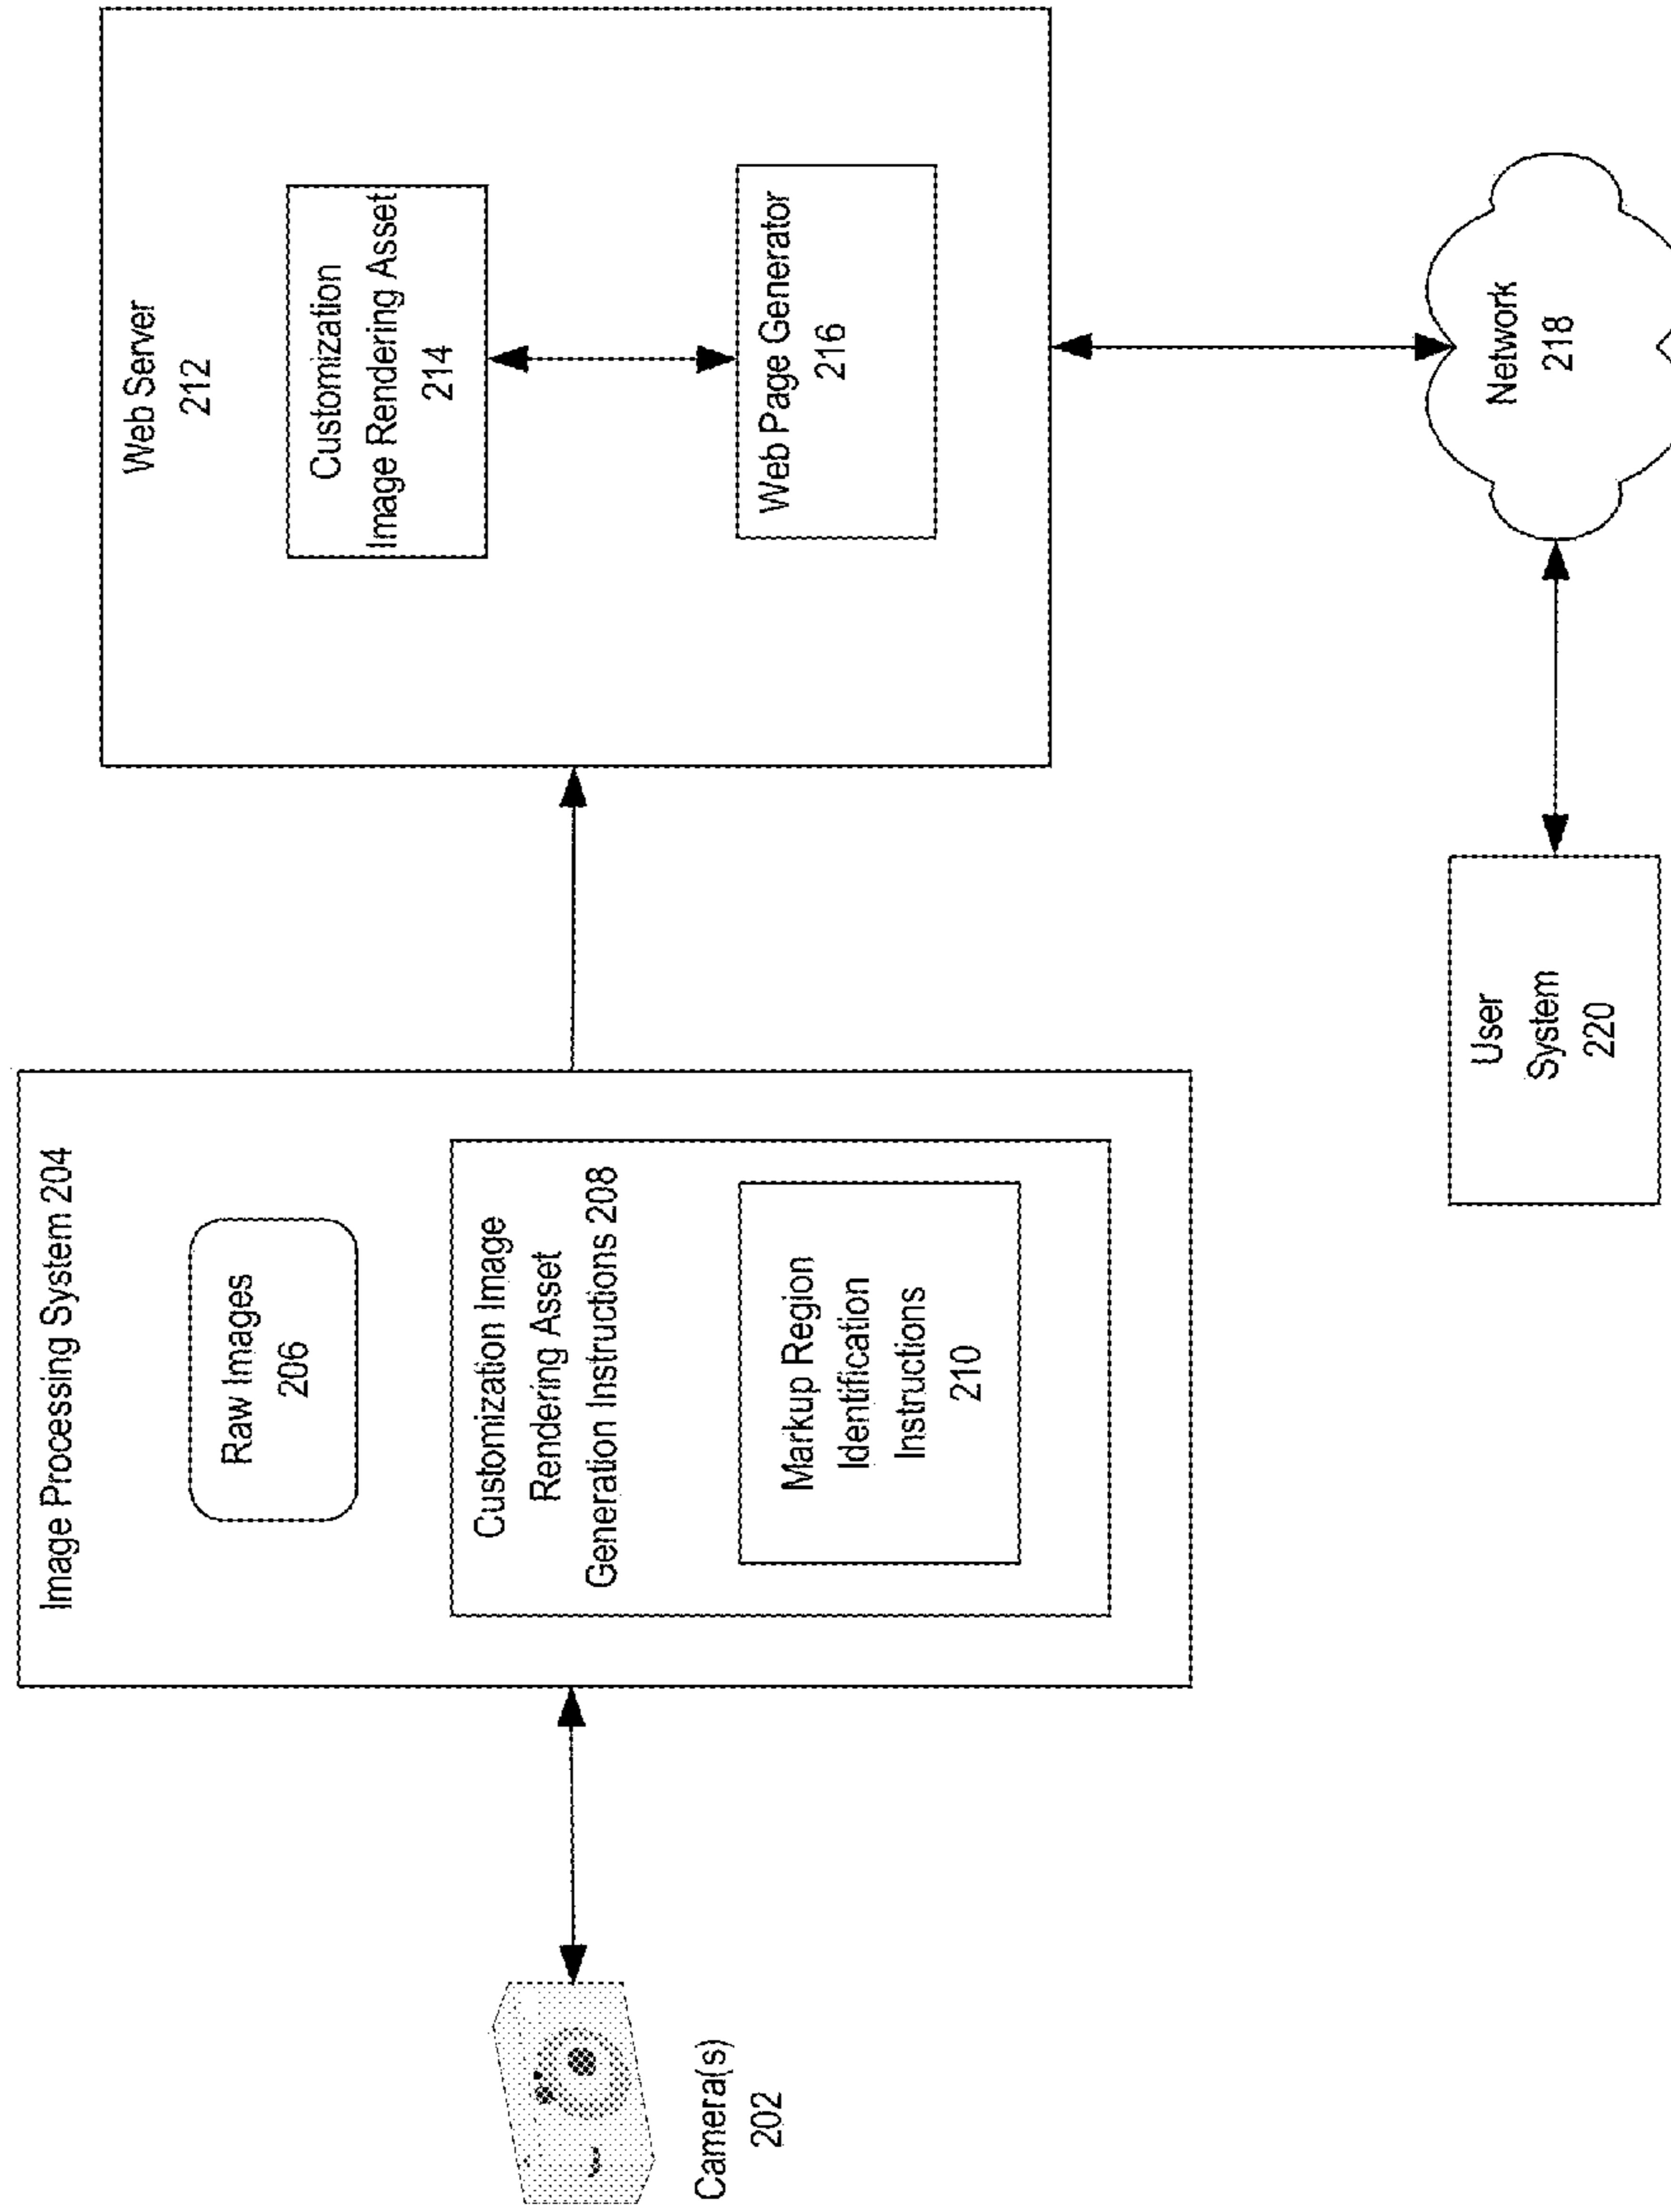 Camera(s)
202
Image Processing System 204
Raw Images
206
Customization Image
Rendering Asset
Generation Instructions 208
Markup Region
Identification
Instructions
210
Web Server
212
Customization
Image Rendering Asset
214
Web Page Generator
216
User
System
220
Network
218